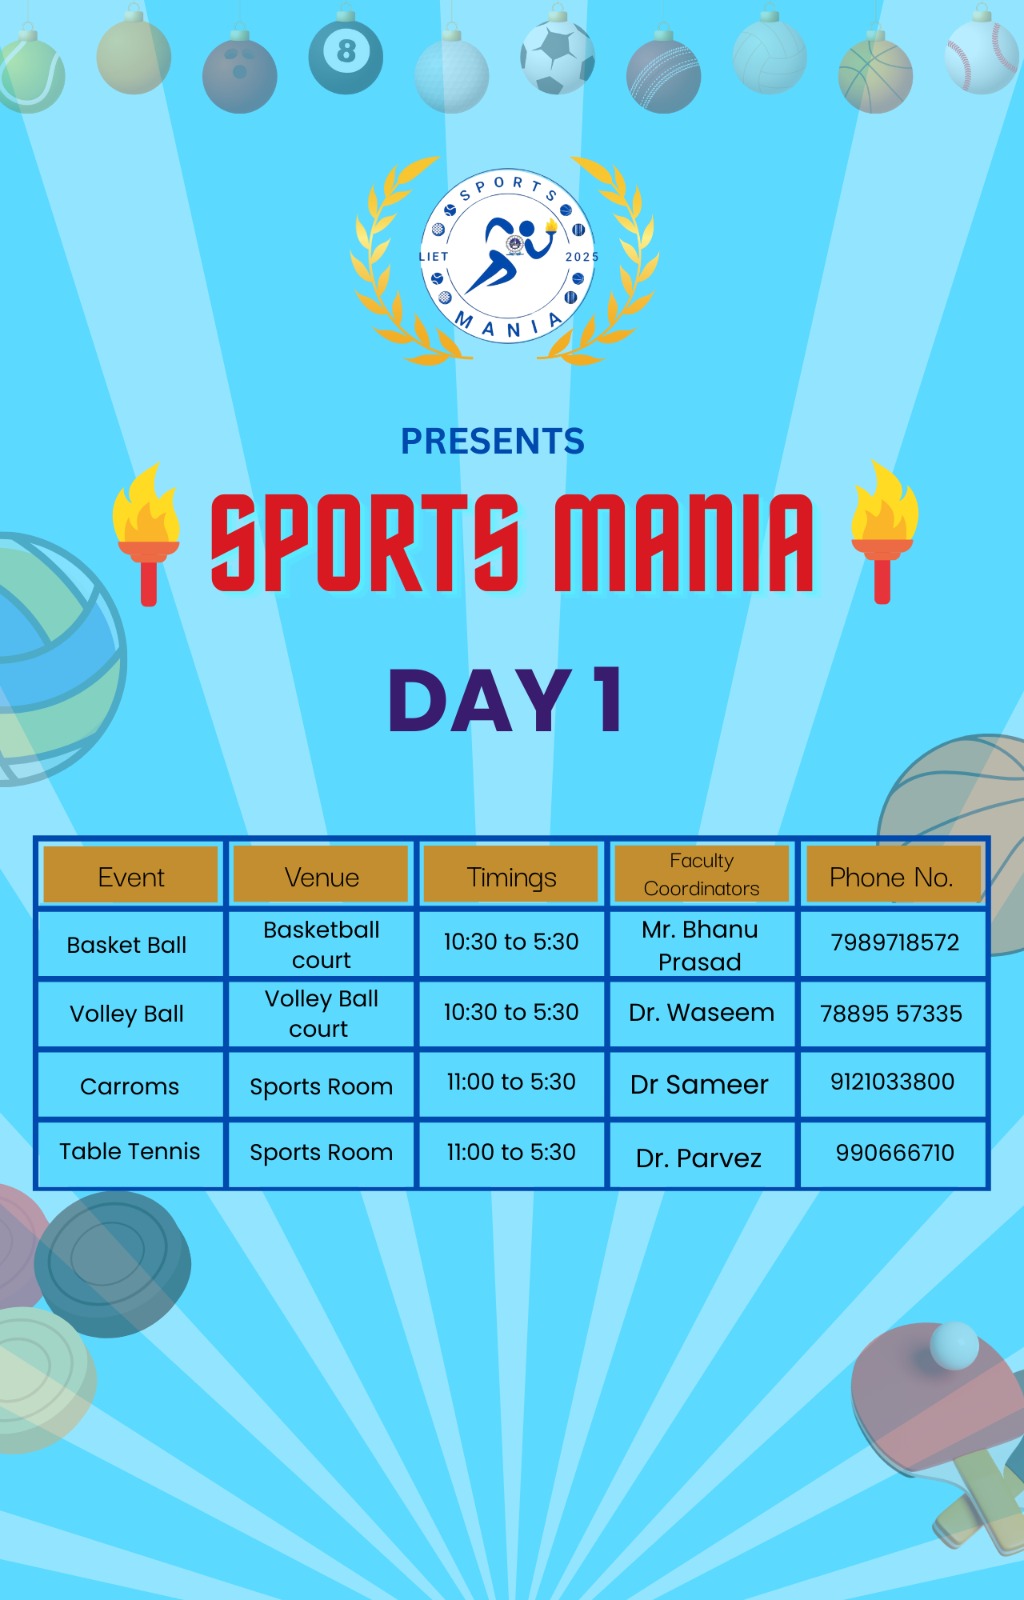 8
SPORTS
LIET 2025
MANIA
PRESENTS
SPORTS MANIA
DAY 1
Event Venue Timings Faculty Coordinators Phone No.
Basket Ball Basketball court 10:30 to 5:30 Mr. Bhanu Prasad 7989718572
Volley Ball Volley Ball court 10:30 to 5:30 Dr. Waseem 78895 57335
Carroms Sports Room 11:00 to 5:30 Dr Sameer 9121033800
Table Tennis Sports Room 11:00 to 5:30 Dr. Parvez 990666710